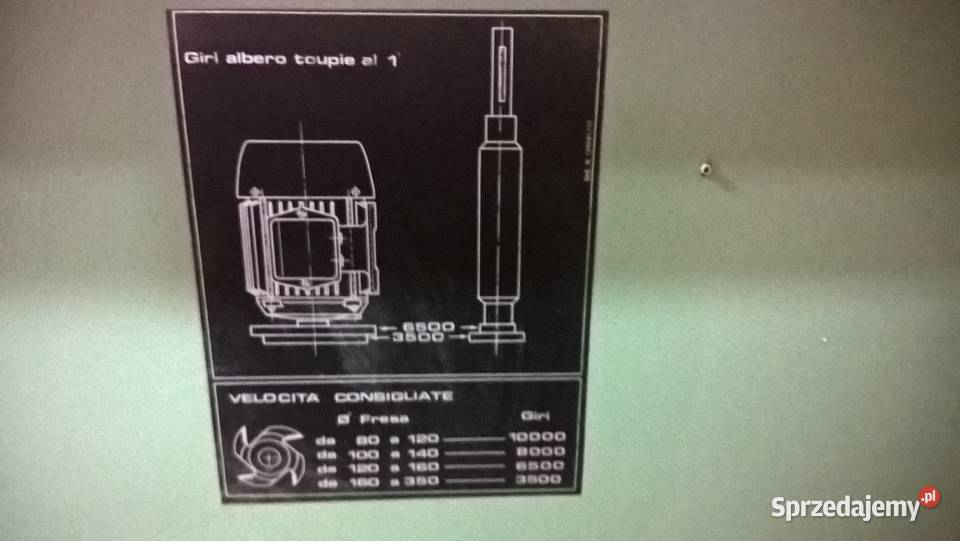 Giri albero toupie al 1'
6500
3500
VELOCITA CONSIGLIATE
Ø Fresa Giri
da 80 a 120 10000
da 100 a 140 8000
da 120 a 160 6500
da 160 a 350 3500
Sprzedajemy.pl